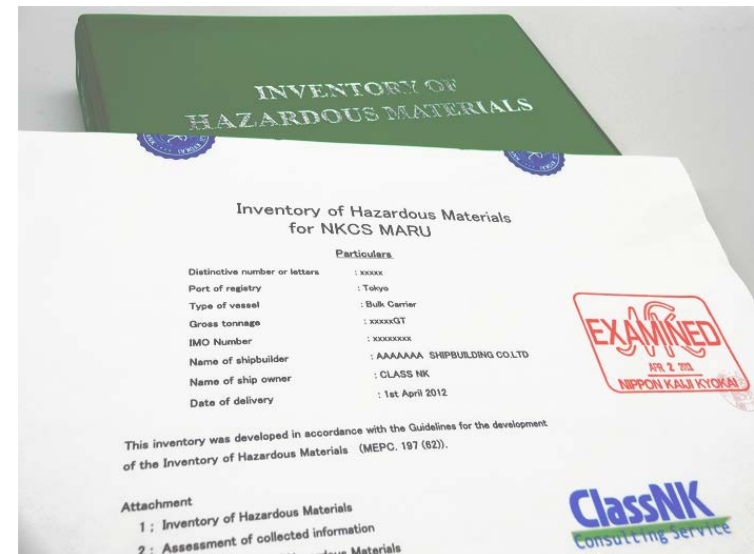 INVENTORY OF
HAZARDOUS MATERIALS
Inventory of Hazardous Materials
for NKCS MARU
Particulars
Distinctive number or letters : xxxxx
Port of registry : Tokyo
Type of vessel : Bulk Carrier
Gross tonnage : xxxxxGT
IMO Number : xxxxxxxx
Name of shipbuilder : AAAAAAA SHIPBUILDING CO.LTD
Name of ship owner : CLASS NK
Date of delivery : 1st April 2012
EXAMINED
APR 2
NIPPON KAIJI KYOKAI
This inventory was developed in accordance with the Guidelines for the development
of the Inventory of Hazardous Materials (MEPC. 197 (62)).
Attachment
1 ; Inventory of Hazardous Materials
2 ; Assessment of collected information
Hazardous Materials
ClassNK
Consulting Service